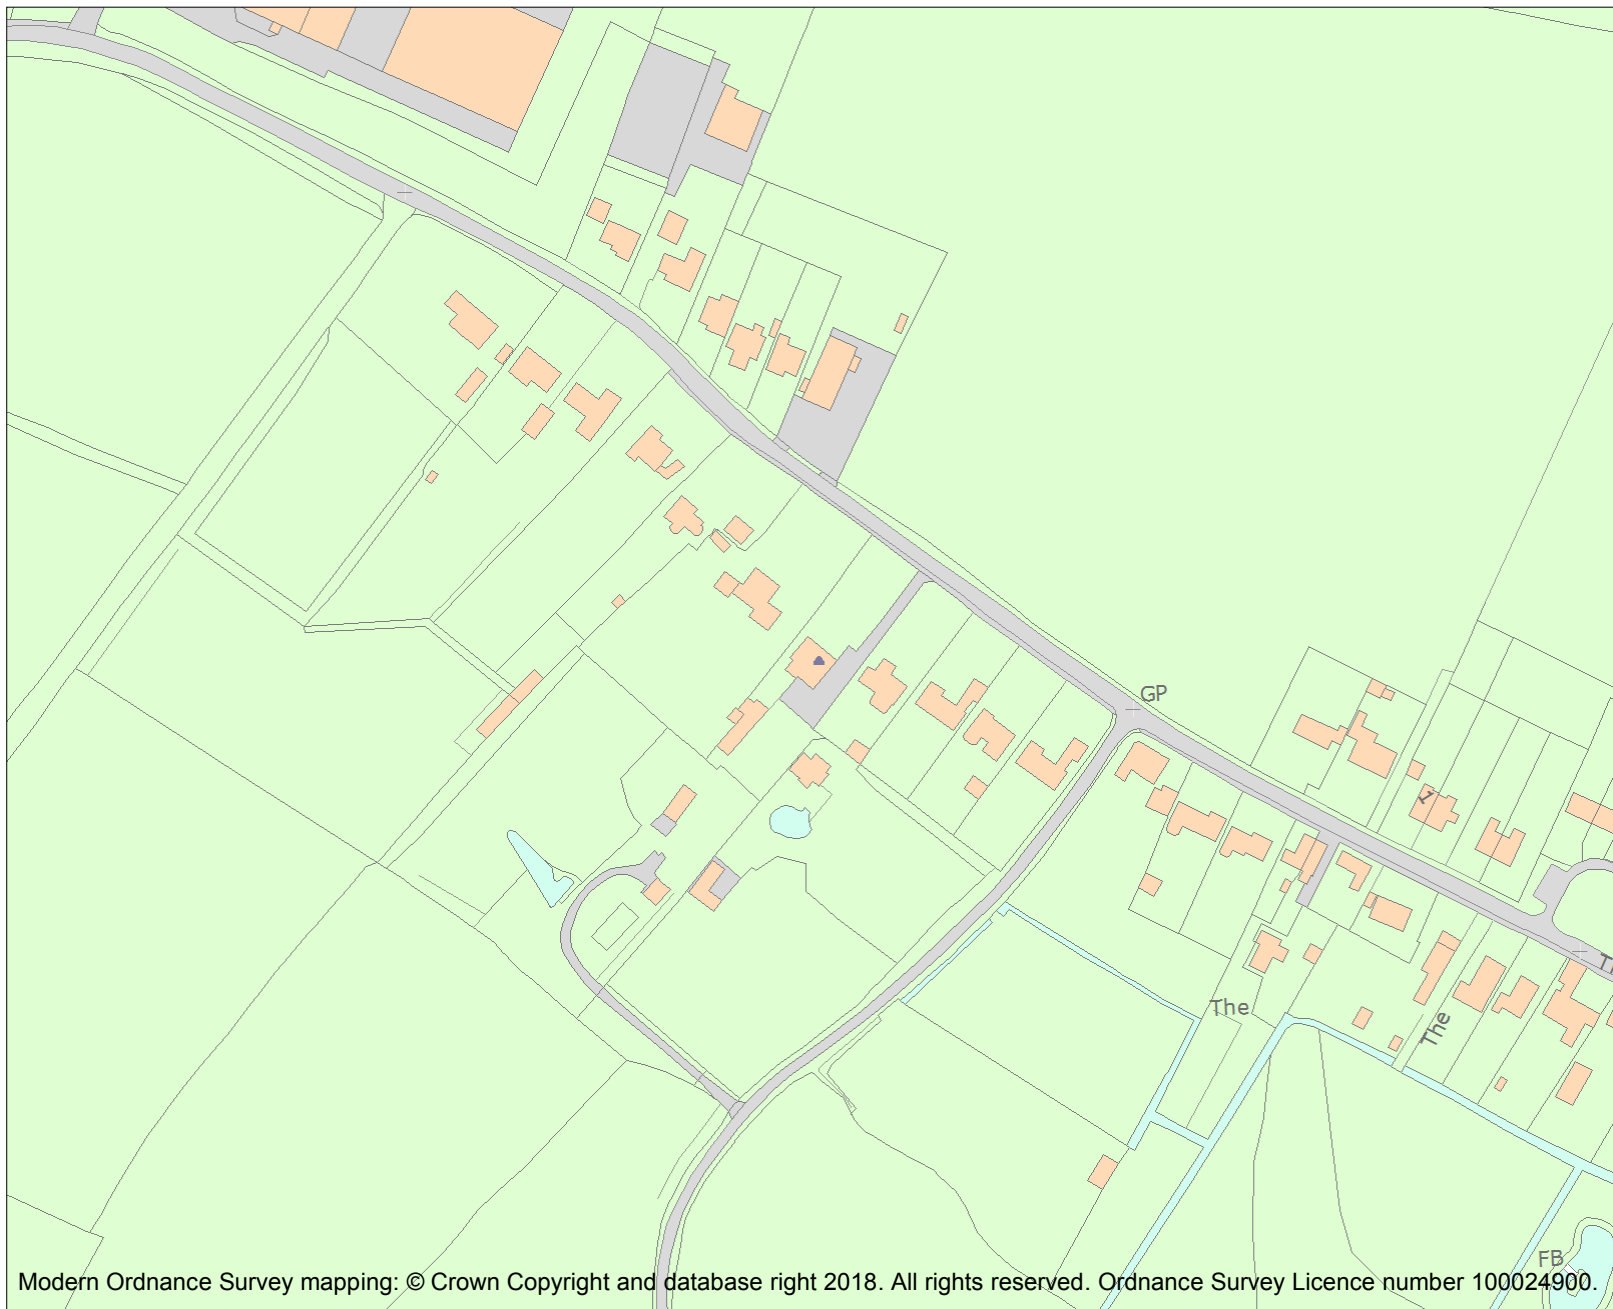 GP
1
The
The
FB
Modern Ordnance Survey mapping: © Crown Copyright and database right 2018. All rights reserved. Ordnance Survey Licence number 100024900.